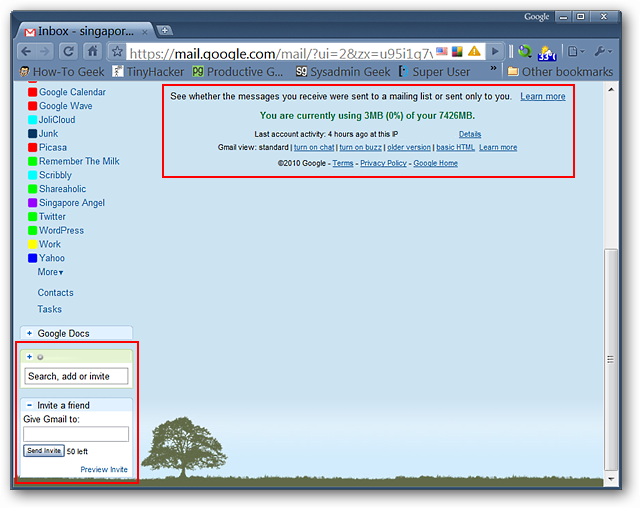 Google
Inbox - singapor...
https://mail.google.com/mail/?ui=2&zx=u95i1q7v
33°
How-To Geek TinyHacker Productive G... Sysadmin Geek Super User » Other bookmarks
Google Calendar
Google Wave
JoliCloud
Junk
Picasa
Remember The Milk
Scribbly
Shareaholic
Singapore Angel
Twitter
WordPress
Work
Yahoo
More▾
Contacts
Tasks
+ Google Docs
+
Search, add or invite
− Invite a friend
Give Gmail to:
Send Invite 50 left
Preview Invite
See whether the messages you receive were sent to a mailing list or sent only to you. Learn more
You are currently using 3MB (0%) of your 7426MB.
Last account activity: 4 hours ago at this IP Details
Gmail view: standard | turn on chat | turn on buzz | older version | basic HTML Learn more
©2010 Google - Terms - Privacy Policy - Google Home